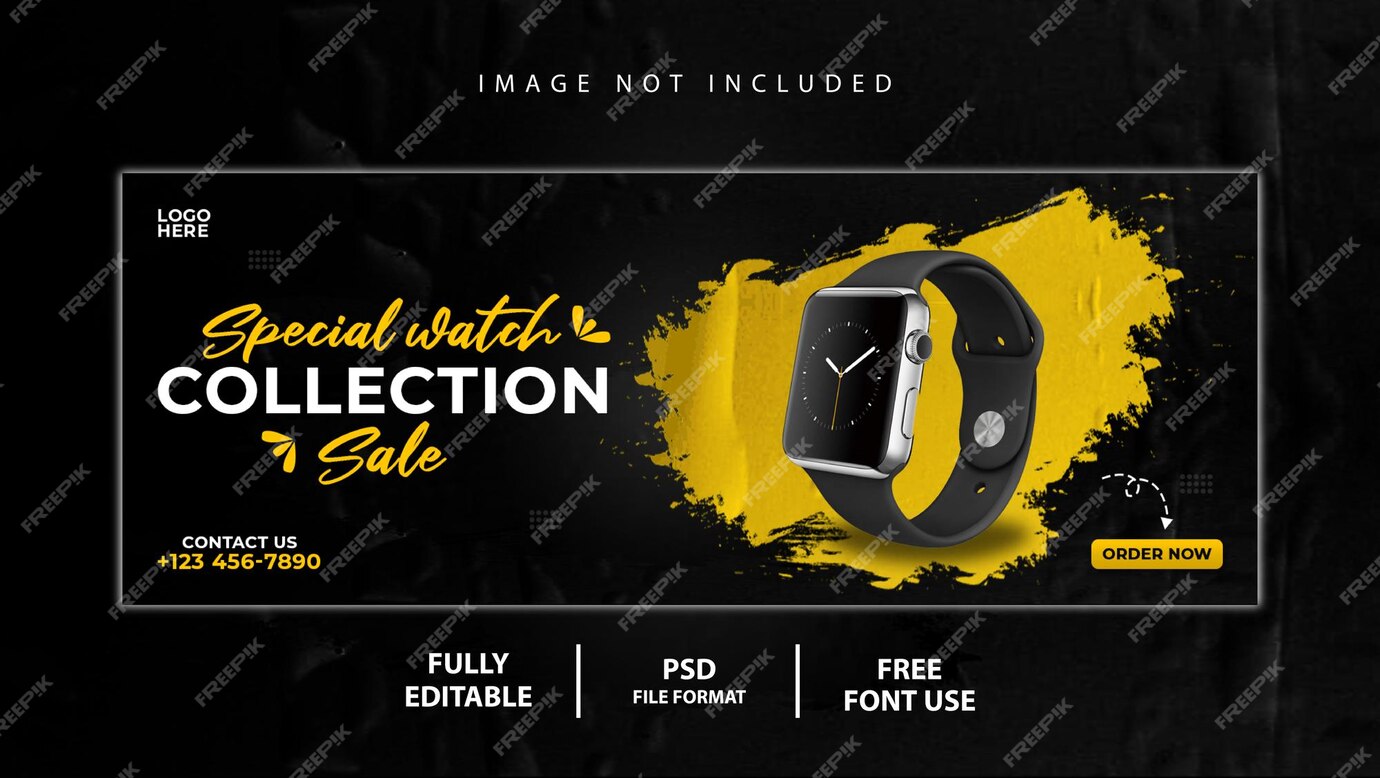 IMAGE NOT INCLUDED
LOGO
HERE
Special watch
COLLECTION
Sale
CONTACT US
+123 456-7890
ORDER NOW
FULLY
EDITABLE
PSD
FILE FORMAT
FREE
FONT USE
FREEPIK